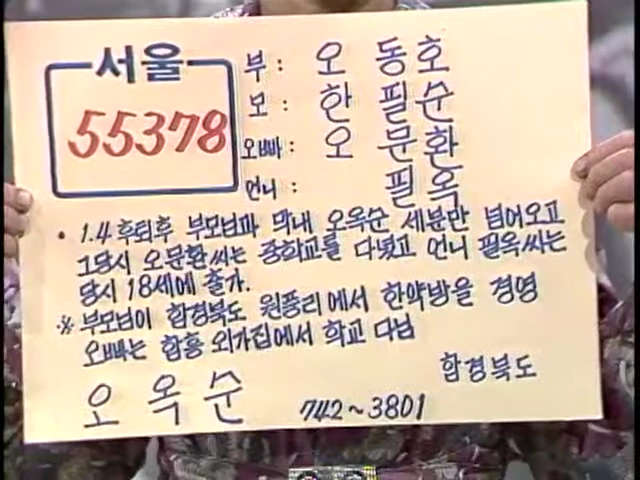 서울
55378
부: 오 동호
모: 한 필순
오빠: 오 문환
언니: 필옥
• 1.4 후퇴후 부모님과 막내 오옥순 세분만 넘어오고
그당시 오문환씨는 중학교를 다녔고 언니 필옥씨는
당시 18세에 출가.
※ 부모님이 함경북도 원풍리에서 한약방을 경영
오빠는 함흥 외가집에서 학교 다님
함경북도
오 옥 순 742~3801